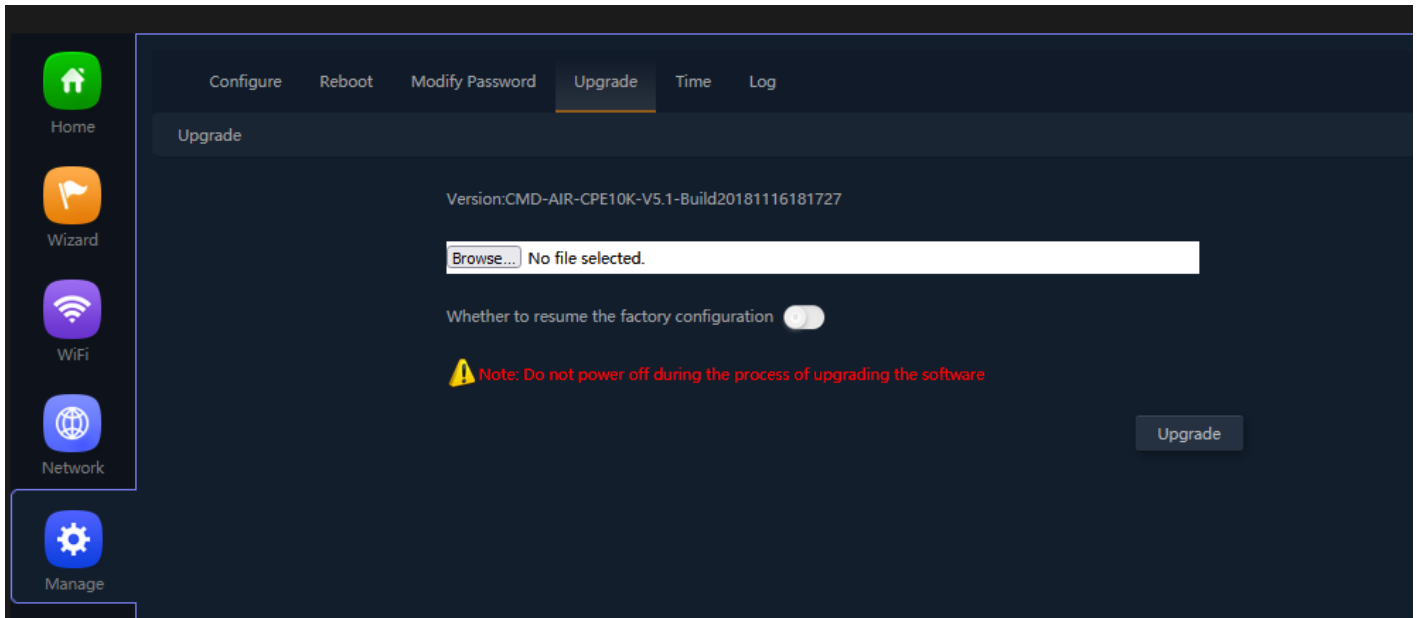 Home
Wizard
WiFi
Network
Manage
Configure Reboot Modify Password Upgrade Time Log
Upgrade
Version:CMD-AIR-CPE10K-V5.1-Build20181116181727
Browse... No file selected.
Whether to resume the factory configuration
Note: Do not power off during the process of upgrading the software
Upgrade